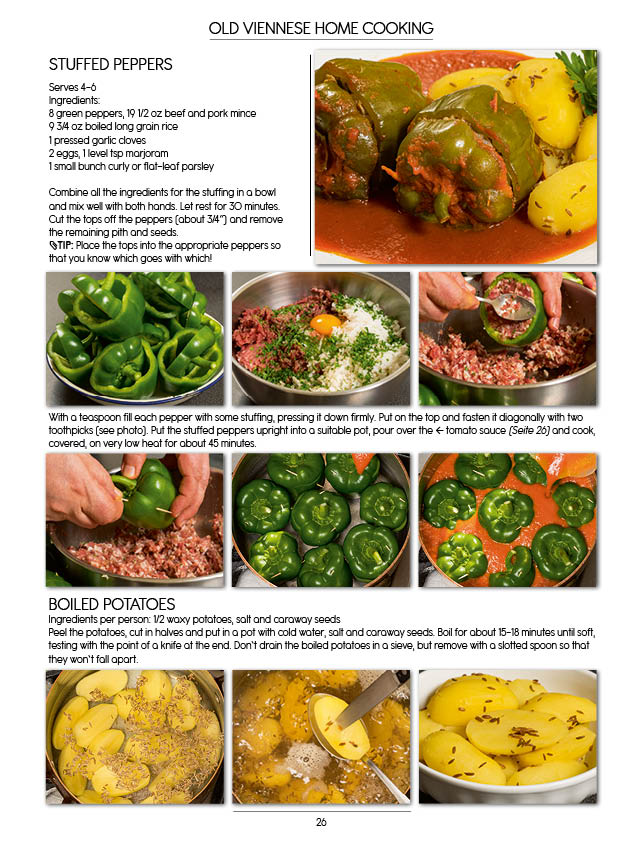 OLD VIENNESE HOME COOKING
STUFFED PEPPERS
Serves 4-6
Ingredients:
8 green peppers, 19 1/2 oz beef and pork mince
9 3/4 oz boiled long grain rice
1 pressed garlic cloves
2 eggs, 1 level tsp marjoram
1 small bunch curly or flat-leaf parsley
Combine all the ingredients for the stuffing in a bowl
and mix well with both hands. Let rest for 30 minutes.
Cut the tops off the peppers (about 3/4") and remove
the remaining pith and seeds.
TIP: Place the tops into the appropriate peppers so
that you know which goes with which!
With a teaspoon fill each pepper with some stuffing, pressing it down firmly. Put on the top and fasten it diagonally with two
toothpicks (see photo). Put the stuffed peppers upright into a suitable pot, pour over the ← tomato sauce (Seite 26) and cook,
covered, on very low heat for about 45 minutes.
BOILED POTATOES
Ingredients per person: 1/2 waxy potatoes, salt and caraway seeds
Peel the potatoes, cut in halves and put in a pot with cold water, salt and caraway seeds. Boil for about 15-18 minutes until soft,
testing with the point of a knife at the end. Don't drain the boiled potatoes in a sieve, but remove with a slotted spoon so that
they won't fall apart.
26